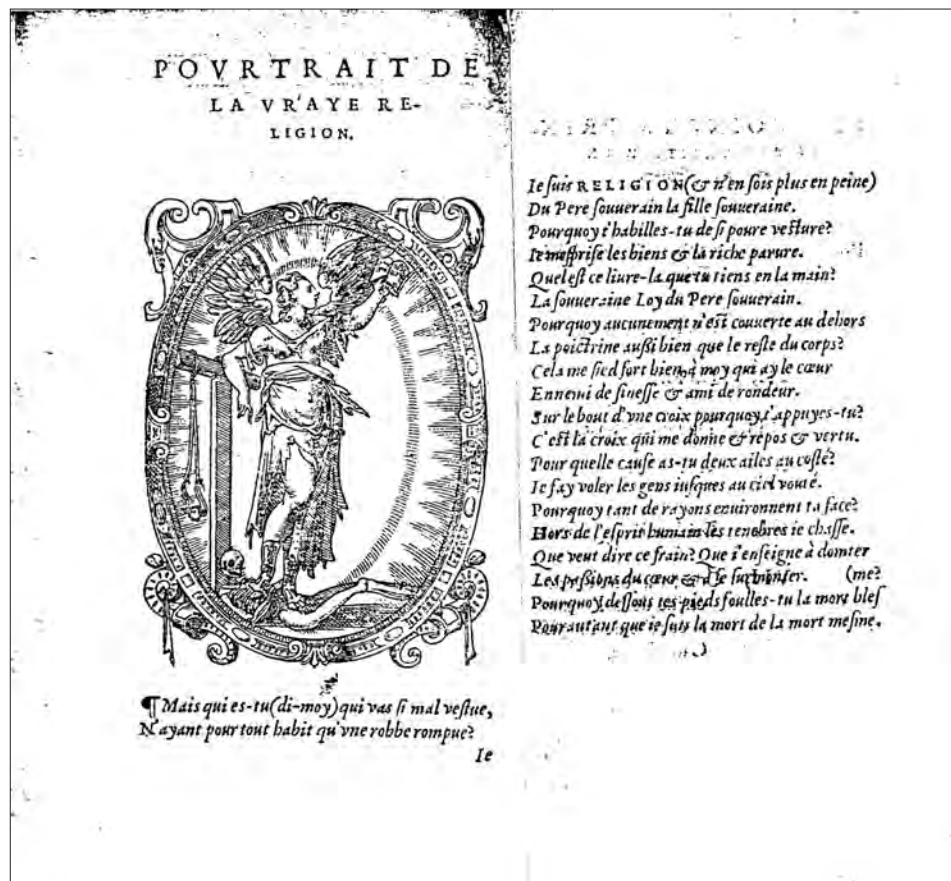 POVRTRAIT DE
LA VRAYE RE-
LIGION.
¶ Mais qui es-tu (di-moy) qui vas ſi mal veſtue,
N'ayant pour tout habit qu'vne robbe rompue?
Ie
Ie ſuis RELIGION (& n'en ſois plus en peine)
Du Pere ſouuerain la fille ſouueraine.
Pourquoy t'habilles-tu de ſi poure veſture?
Ie meſpriſe les biens & la riche parure.
Quel eſt ce liure-la que tu tiens en la main?
La ſouueraine Loy du Pere ſouuerain.
Pourquoy aucunement n'eſt couuerte au dehors
La poictrine auſſi bien que le reſte du corps?
Cela me ſied fort bien, à moy qui ay le cœur
Ennemi de fineſſe & ami de rondeur.
Sur le bout d'vne croix pourquoy t'appuyes-tu?
C'eſt la croix qui me donne & repos & vertu.
Pour quelle cauſe as-tu deux ailes au coſté?
Ie fay voler les gens iuſques au ciel vouté.
Pourquoy tant de rayons enuironnent ta face?
Hors de l'eſprit humain les tenebres ie chaſſe.
Que veut dire ce frain? Que i'enſeigne à domter
Les paſſions du cœur, & ſe
(me?
Pourquoy deſſous tes pieds foulles-tu la mort bleſ
Pourautant que ie ſuis la mort de la mort meſme.